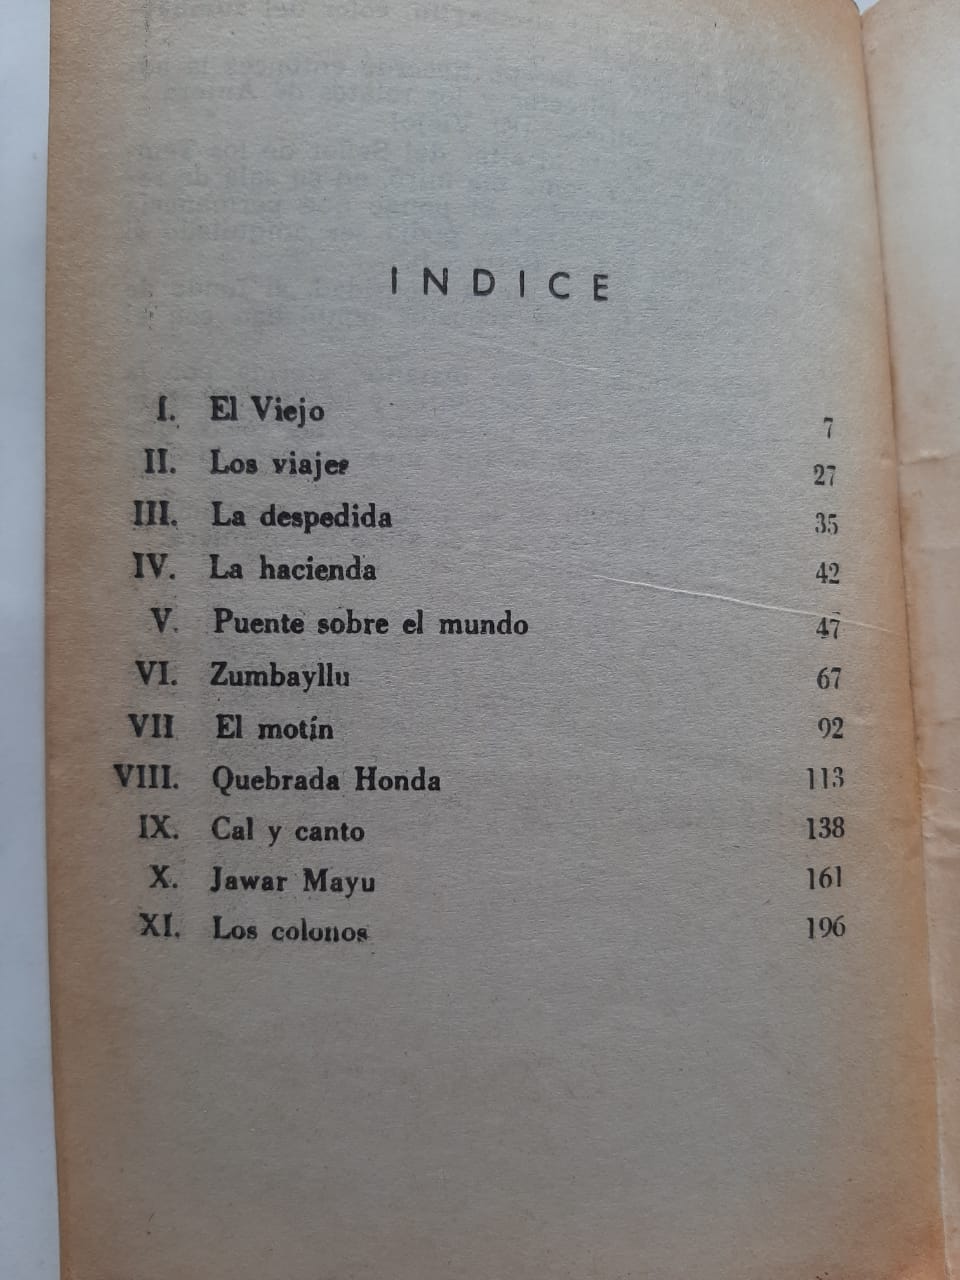 INDICE
I. El Viejo 7
II. Los viajes 27
III. La despedida 35
IV. La hacienda 42
V. Puente sobre el mundo 47
VI. Zumbayllu 67
VII El motín 92
VIII. Quebrada Honda 113
IX. Cal y canto 138
X. Jawar Mayu 161
XI. Los colonos 196